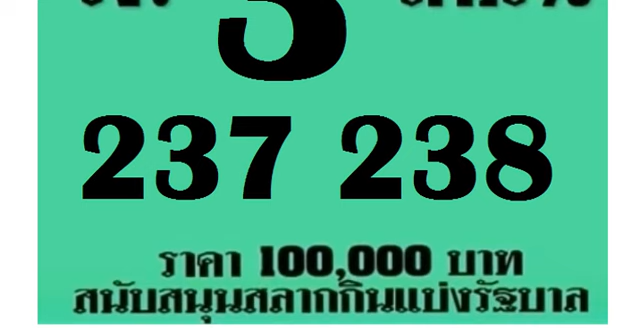 3
237 238
ราคา 100,000 บาท
สนับสนุนสลากกินแบ่งรัฐบาล